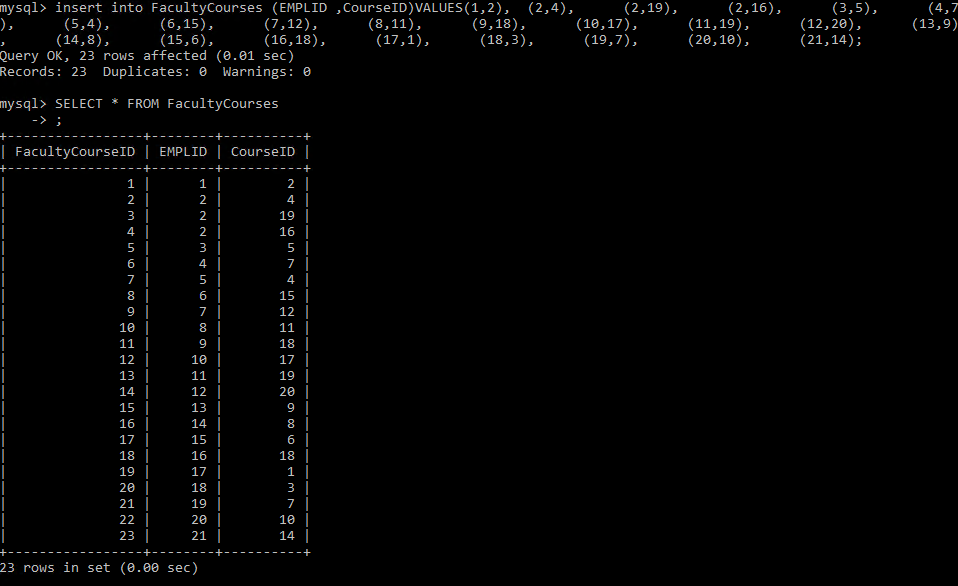 mysql> insert into FacultyCourses (EMPLID ,CourseID)VALUES(1,2),  (2,4),      (2,19),      (2,16),      (3,5),      (4,7
),      (5,4),      (6,15),      (7,12),      (8,11),      (9,18),      (10,17),      (11,19),      (12,20),      (13,9)
,      (14,8),      (15,6),      (16,18),      (17,1),      (18,3),      (19,7),      (20,10),      (21,14);
Query OK, 23 rows affected (0.01 sec)
Records: 23  Duplicates: 0  Warnings: 0

mysql> SELECT * FROM FacultyCourses
    -> ;
+-----------------+--------+----------+
| FacultyCourseID | EMPLID | CourseID |
+-----------------+--------+----------+
|               1 |      1 |        2 |
|               2 |      2 |        4 |
|               3 |      2 |       19 |
|               4 |      2 |       16 |
|               5 |      3 |        5 |
|               6 |      4 |        7 |
|               7 |      5 |        4 |
|               8 |      6 |       15 |
|               9 |      7 |       12 |
|              10 |      8 |       11 |
|              11 |      9 |       18 |
|              12 |     10 |       17 |
|              13 |     11 |       19 |
|              14 |     12 |       20 |
|              15 |     13 |        9 |
|              16 |     14 |        8 |
|              17 |     15 |        6 |
|              18 |     16 |       18 |
|              19 |     17 |        1 |
|              20 |     18 |        3 |
|              21 |     19 |        7 |
|              22 |     20 |       10 |
|              23 |     21 |       14 |
+-----------------+--------+----------+
23 rows in set (0.00 sec)